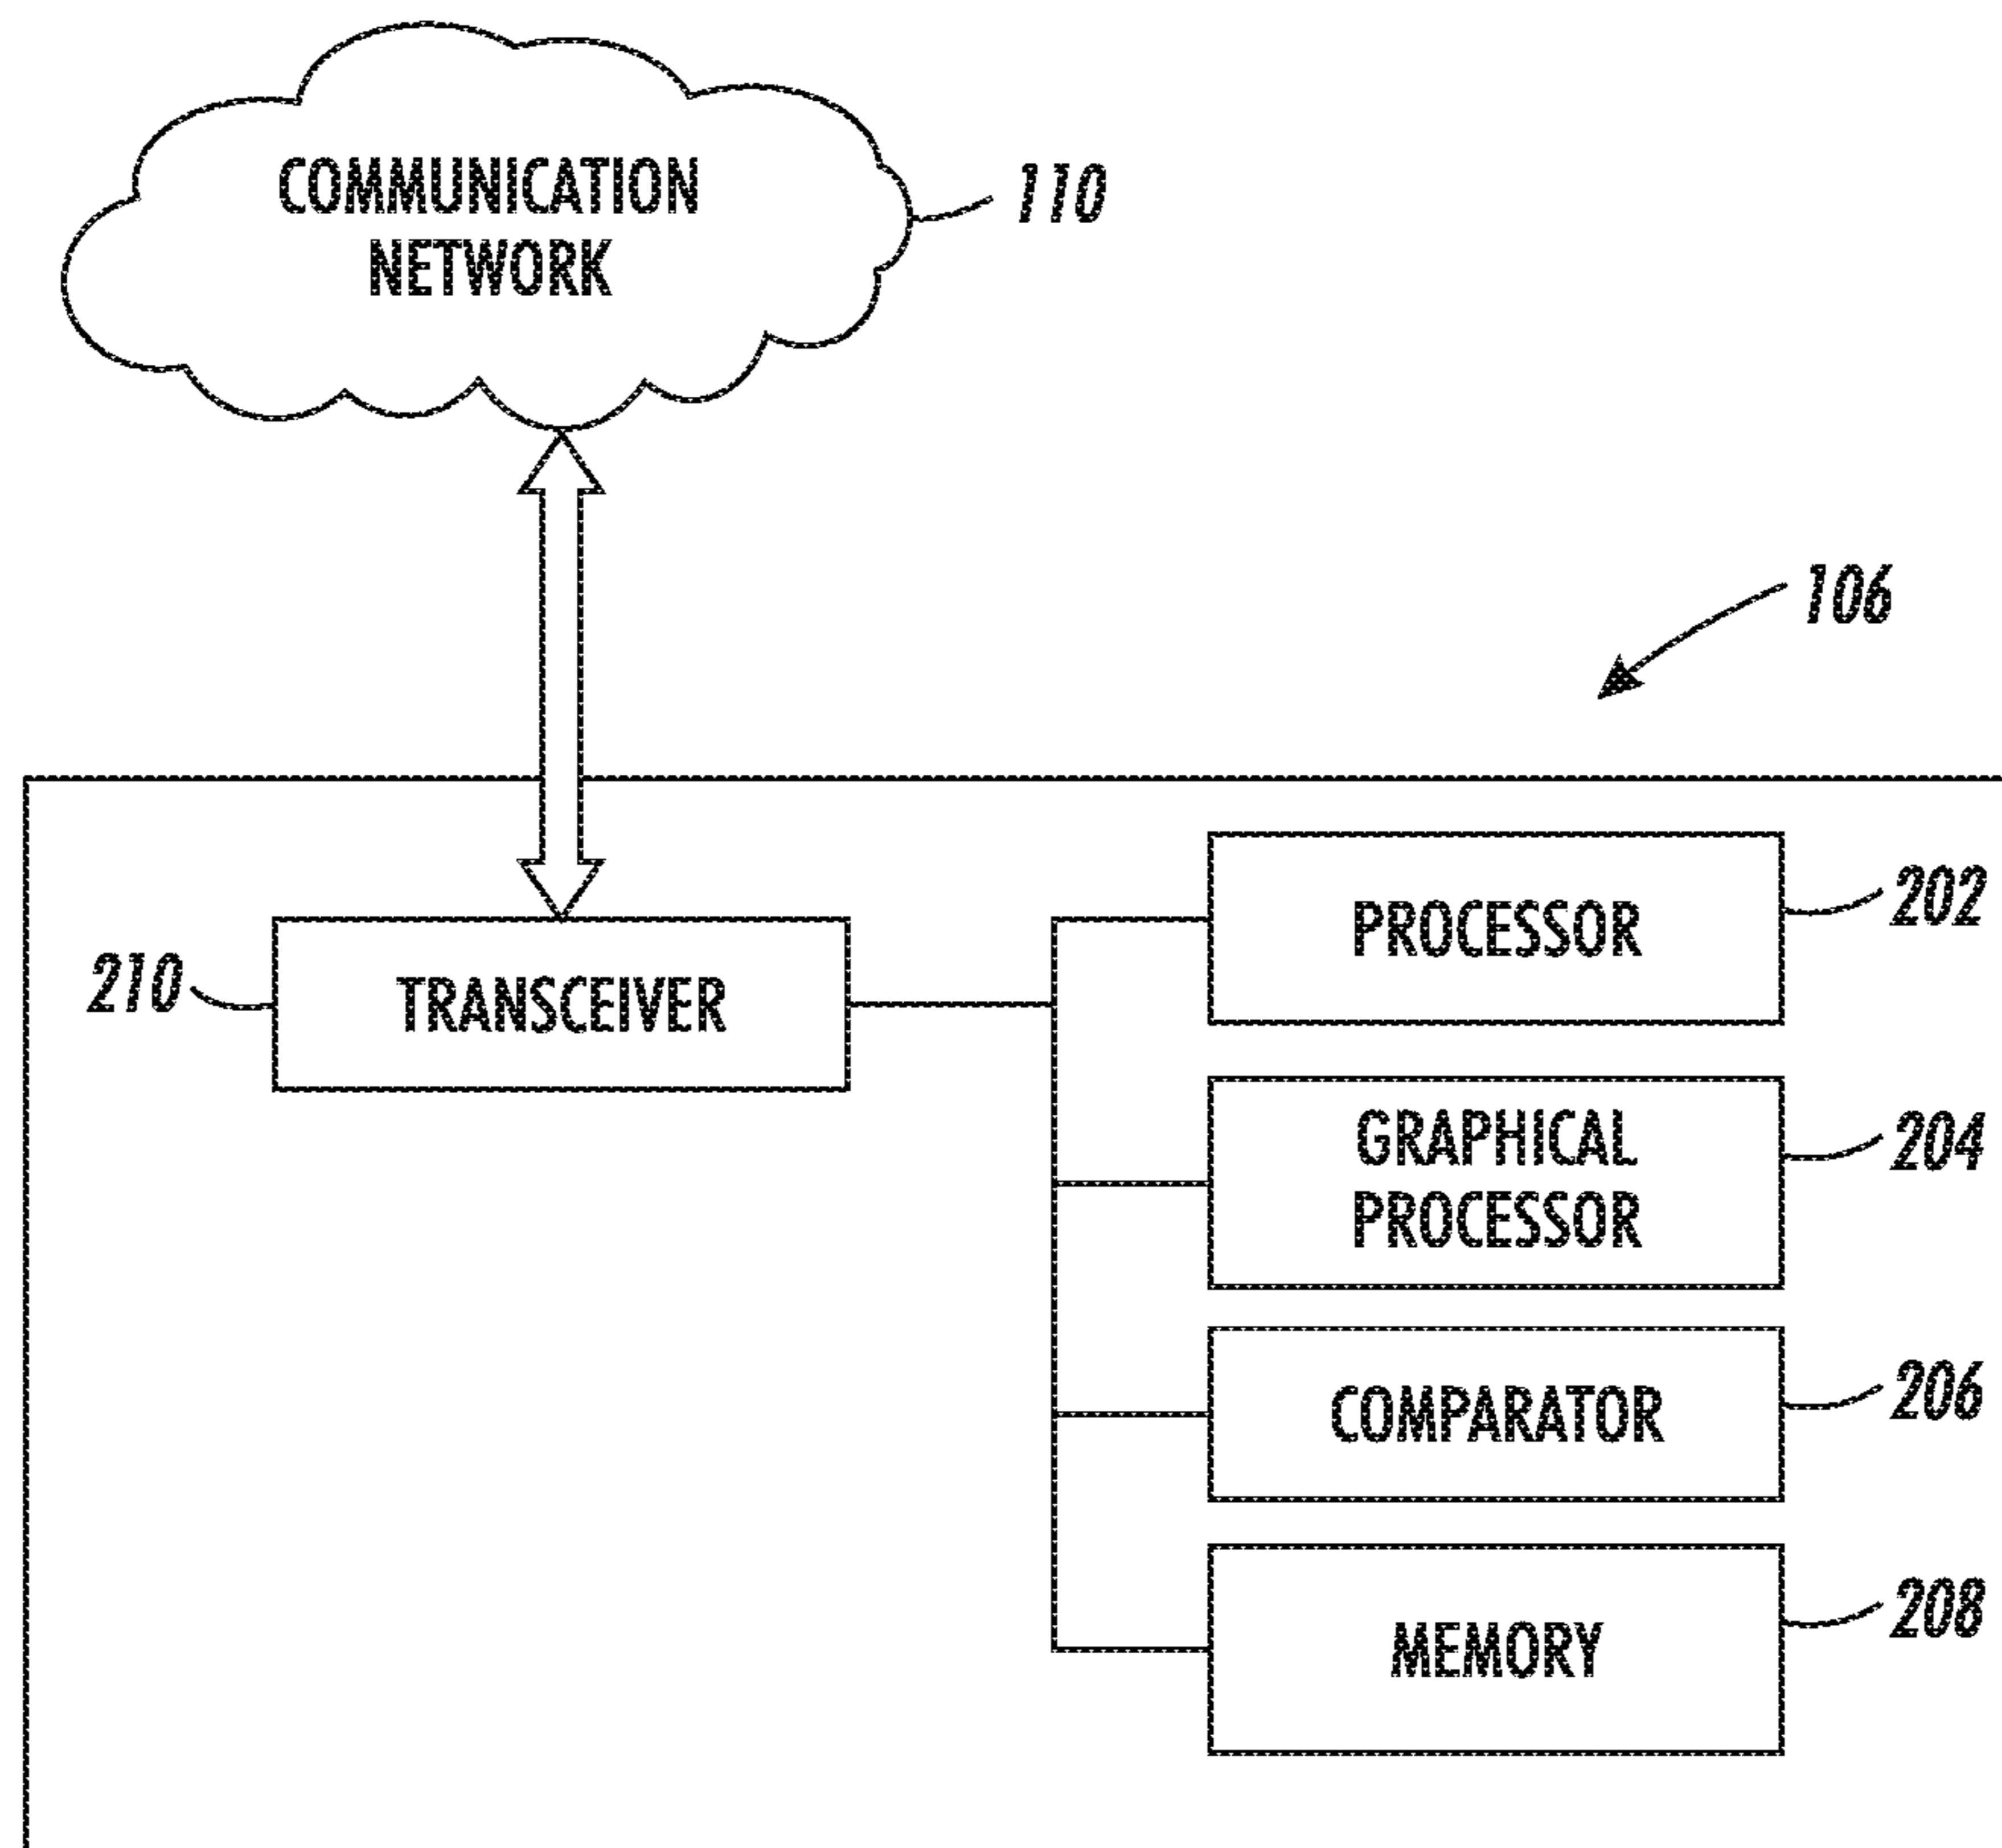 COMMUNICATION
NETWORK
110
106
PROCESSOR
202
210
TRANSCEIVER
GRAPHICAL
PROCESSOR
204
COMPARATOR
206
MEMORY
208